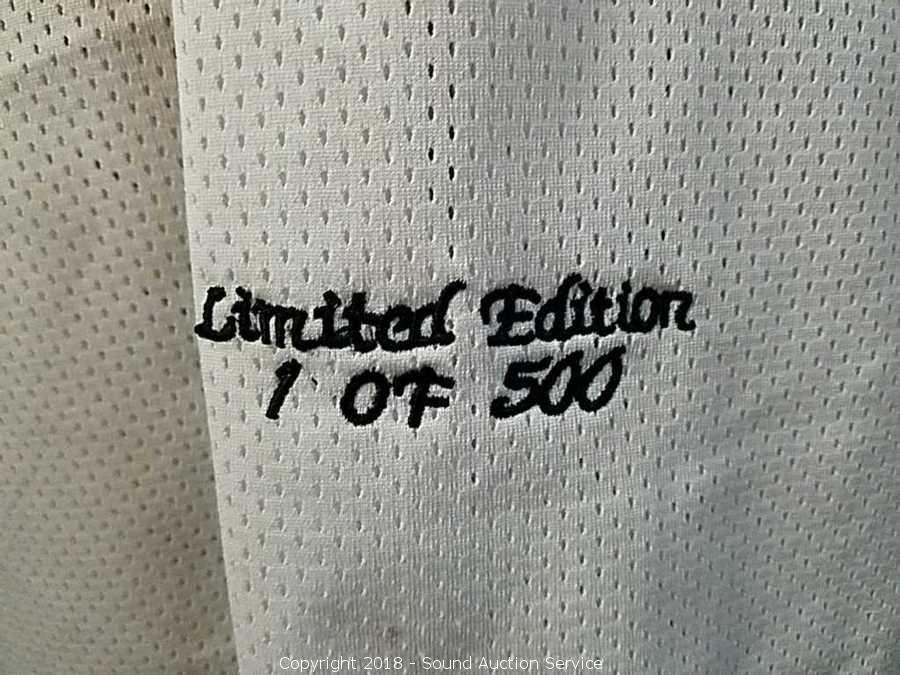 Limited Edition
1 OF 500
Copyright 2018 - Sound Auction Service